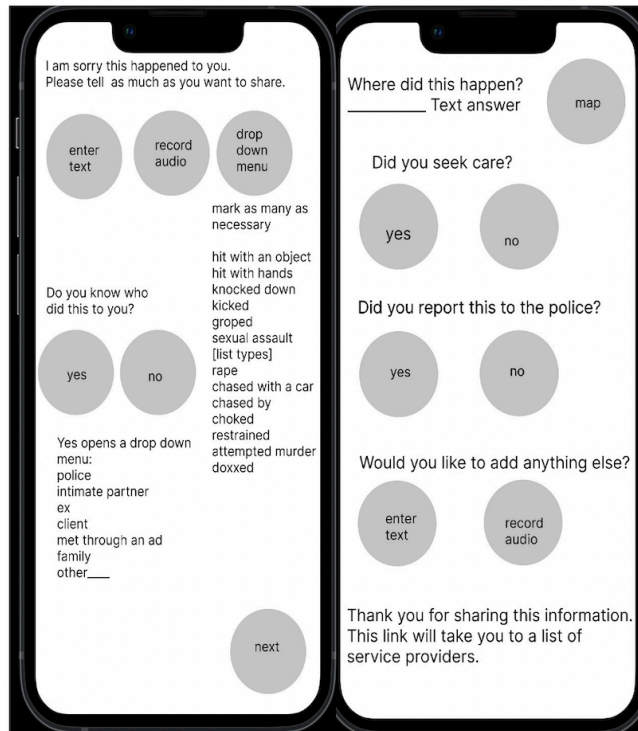 I am sorry this happened to you.
Please tell as much as you want to share.
enter
text
record
audio
drop
down
menu
mark as many as
necessary
hit with an object
hit with hands
knocked down
kicked
groped
sexual assault
[list types]
rape
chased with a car
chased by
choked
restrained
attempted murder
doxxed
Do you know who
did this to you?
yes
no
Yes opens a drop down
menu:
police
intimate partner
ex
client
met through an ad
family
other___
next
Where did this happen?
_________ Text answer
map
Did you seek care?
yes
no
Did you report this to the police?
yes
no
Would you like to add anything else?
enter
text
record
audio
Thank you for sharing this information.
This link will take you to a list of
service providers.